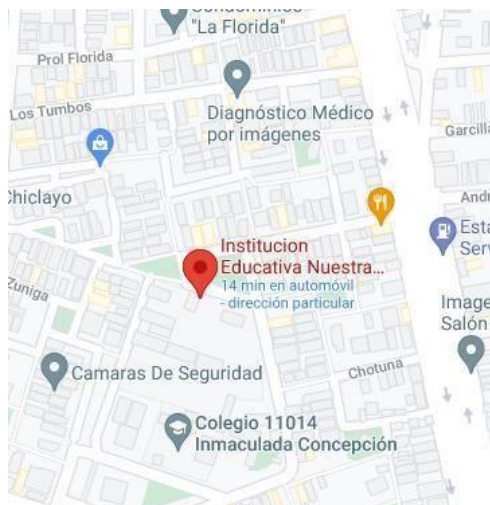 Condominios
"La Florida"
Prol Florida
Los Tumbos
Diagnóstico Médico
por imágenes
Garcill
Chiclayo
Andr
Institucion
Educativa Nuestra...
14 min en automóvil
- dirección particular
Esta
Serv
Zuniga
Image
Salón
Chotuna
Camaras De Seguridad
Colegio 11014
Inmaculada Concepción